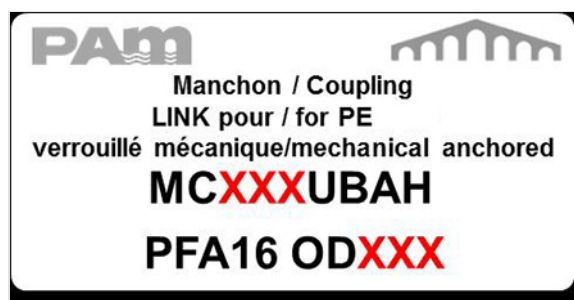 PAM
Manchon / Coupling
LINK pour / for PE
verrouillé mécanique/mechanical anchored
MCXXXUBAH
PFA16 ODXXX